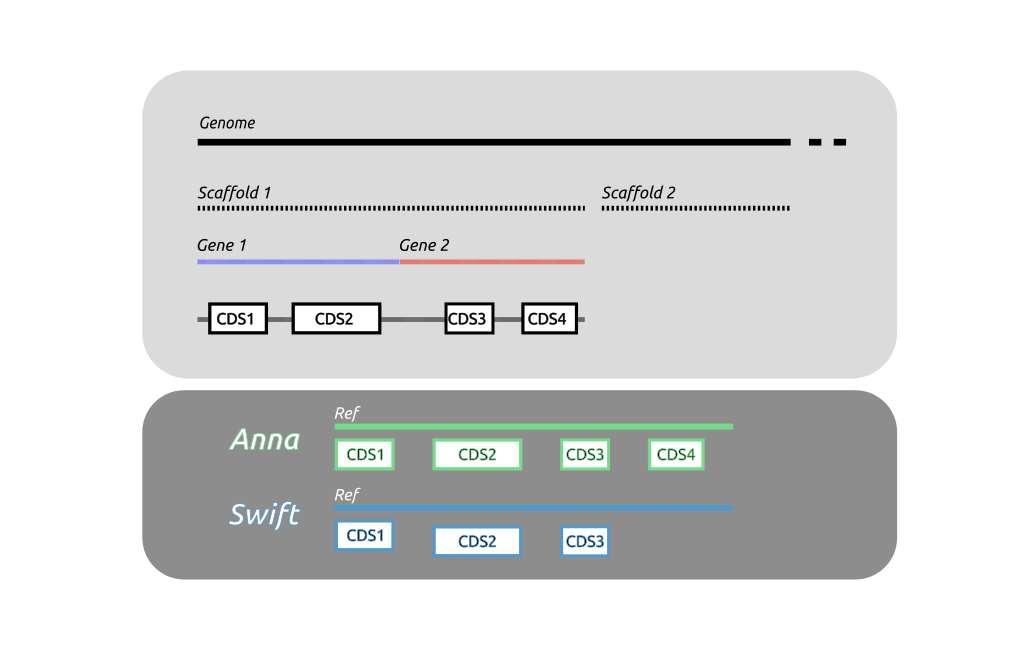 Genome
Scaffold 1 Scaffold 2
Gene 1 Gene 2
CDS1 CDS2 CDS3 CDS4
Ref
Anna
CDS1 CDS2 CDS3 CDS4
Ref
Swift
CDS1 CDS2 CDS3